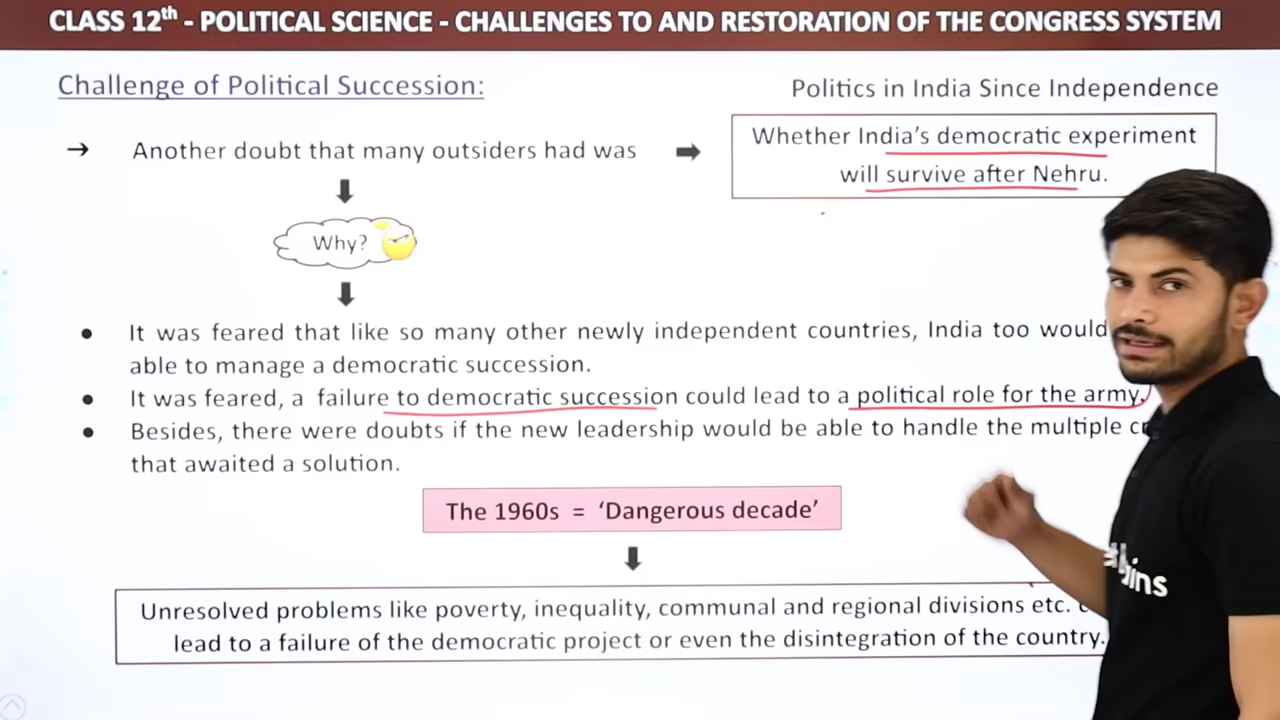 CLASS 12th - POLITICAL SCIENCE - CHALLENGES TO AND RESTORATION OF THE CONGRESS SYSTEM
Challenge of Political Succession:
Politics in India Since Independence
→ Another doubt that many outsiders had was ➡
Whether India's democratic experiment
will survive after Nehru.
Why?
• It was feared that like so many other newly independent countries, India too would
able to manage a democratic succession.
• It was feared, a failure to democratic succession could lead to a political role for the army.
• Besides, there were doubts if the new leadership would be able to handle the multiple
that awaited a solution.
The 1960s = ‘Dangerous decade’
Unresolved problems like poverty, inequality, communal and regional divisions etc.
lead to a failure of the democratic project or even the disintegration of the country.